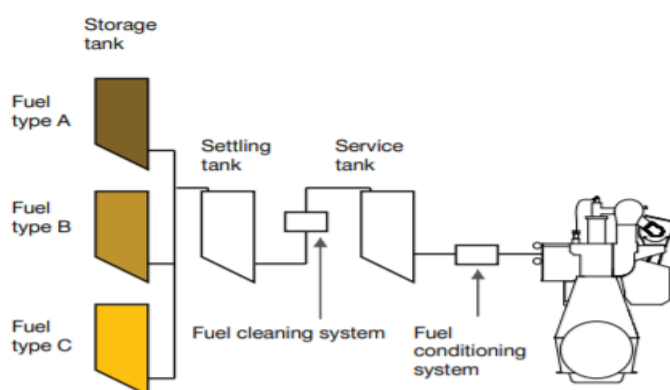 Storage
tank
Fuel
type A
Settling
tank
Service
tank
Fuel
type B
Fuel
type C
Fuel cleaning system
Fuel
conditioning
system